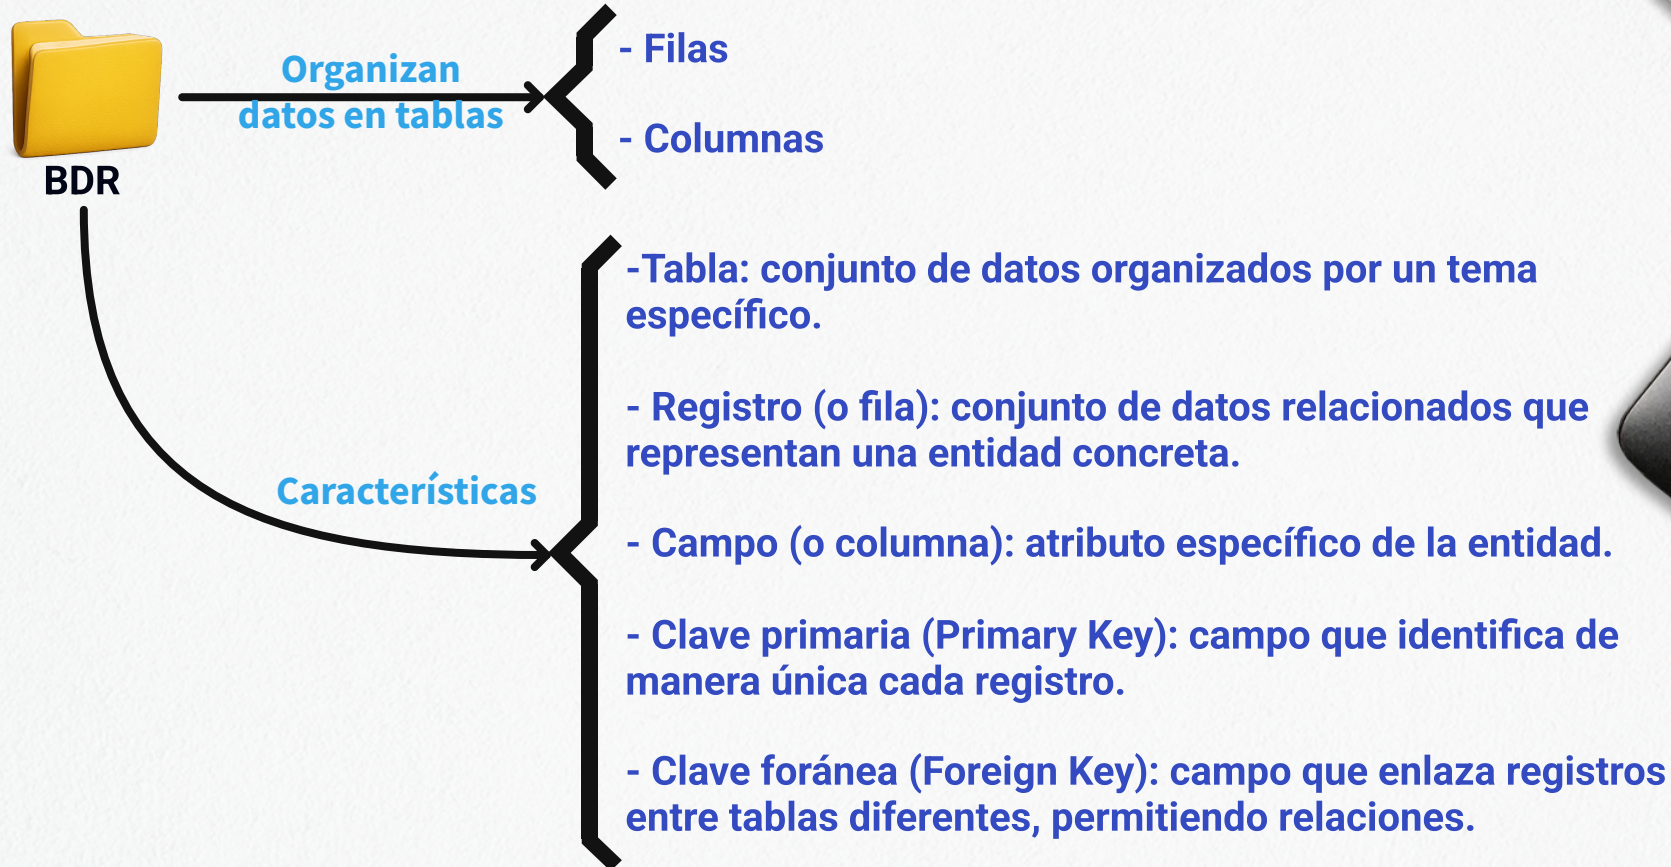 Organizan
datos en tablas
- Filas
- Columnas
BDR
Características
-Tabla: conjunto de datos organizados por un tema
específico.
- Registro (o fila): conjunto de datos relacionados que
representan una entidad concreta.
- Campo (o columna): atributo específico de la entidad.
- Clave primaria (Primary Key): campo que identifica de
manera única cada registro.
- Clave foránea (Foreign Key): campo que enlaza registros
entre tablas diferentes, permitiendo relaciones.